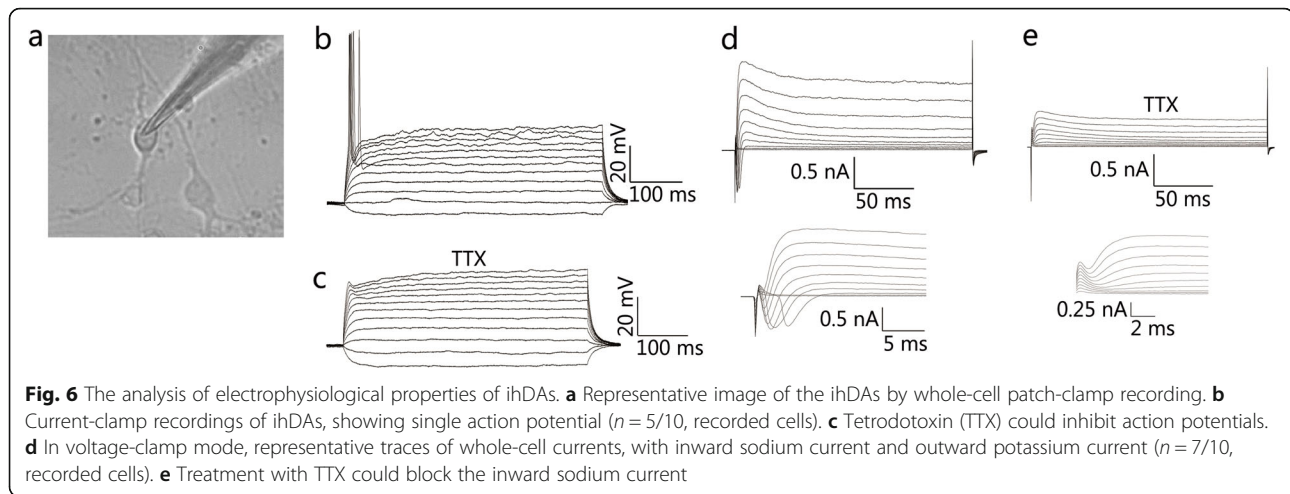 a
b
20 mV
100 ms
c
TTX
20 mV
100 ms
d
0.5 nA
50 ms
0.5 nA
5 ms
e
TTX
0.5 nA
50 ms
0.25 nA
2 ms
Fig. 6 The analysis of electrophysiological properties of ihDAs. a Representative image of the ihDAs by whole-cell patch-clamp recording. b
Current-clamp recordings of ihDAs, showing single action potential (n = 5/10, recorded cells). c Tetrodotoxin (TTX) could inhibit action potentials.
d In voltage-clamp mode, representative traces of whole-cell currents, with inward sodium current and outward potassium current (n = 7/10,
recorded cells). e Treatment with TTX could block the inward sodium current